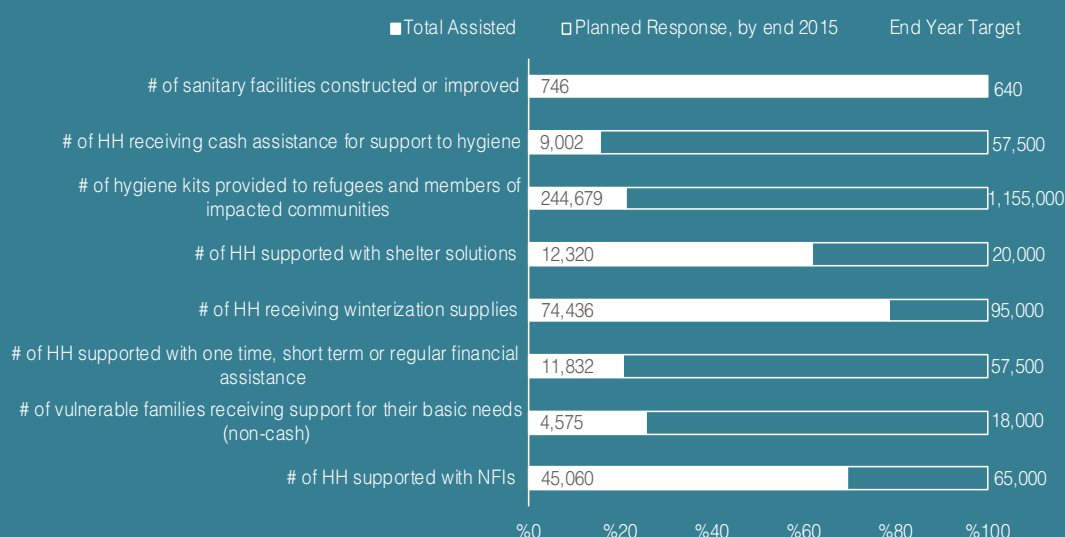 Total Assisted Planned Response, by end 2015 End Year Target
# of sanitary facilities constructed or improved 746 640
# of HH receiving cash assistance for support to hygiene 9,002 57,500
# of hygiene kits provided to refugees and members of
impacted communities 244,679 1,155,000
# of HH supported with shelter solutions 12,320 20,000
# of HH receiving winterization supplies 74,436 95,000
# of HH supported with one time, short term or regular financial
assistance 11,832 57,500
# of vulnerable families receiving support for their basic needs
(non-cash) 4,575 18,000
# of HH supported with NFIs 45,060 65,000
%0 %20 %40 %60 %80 %100